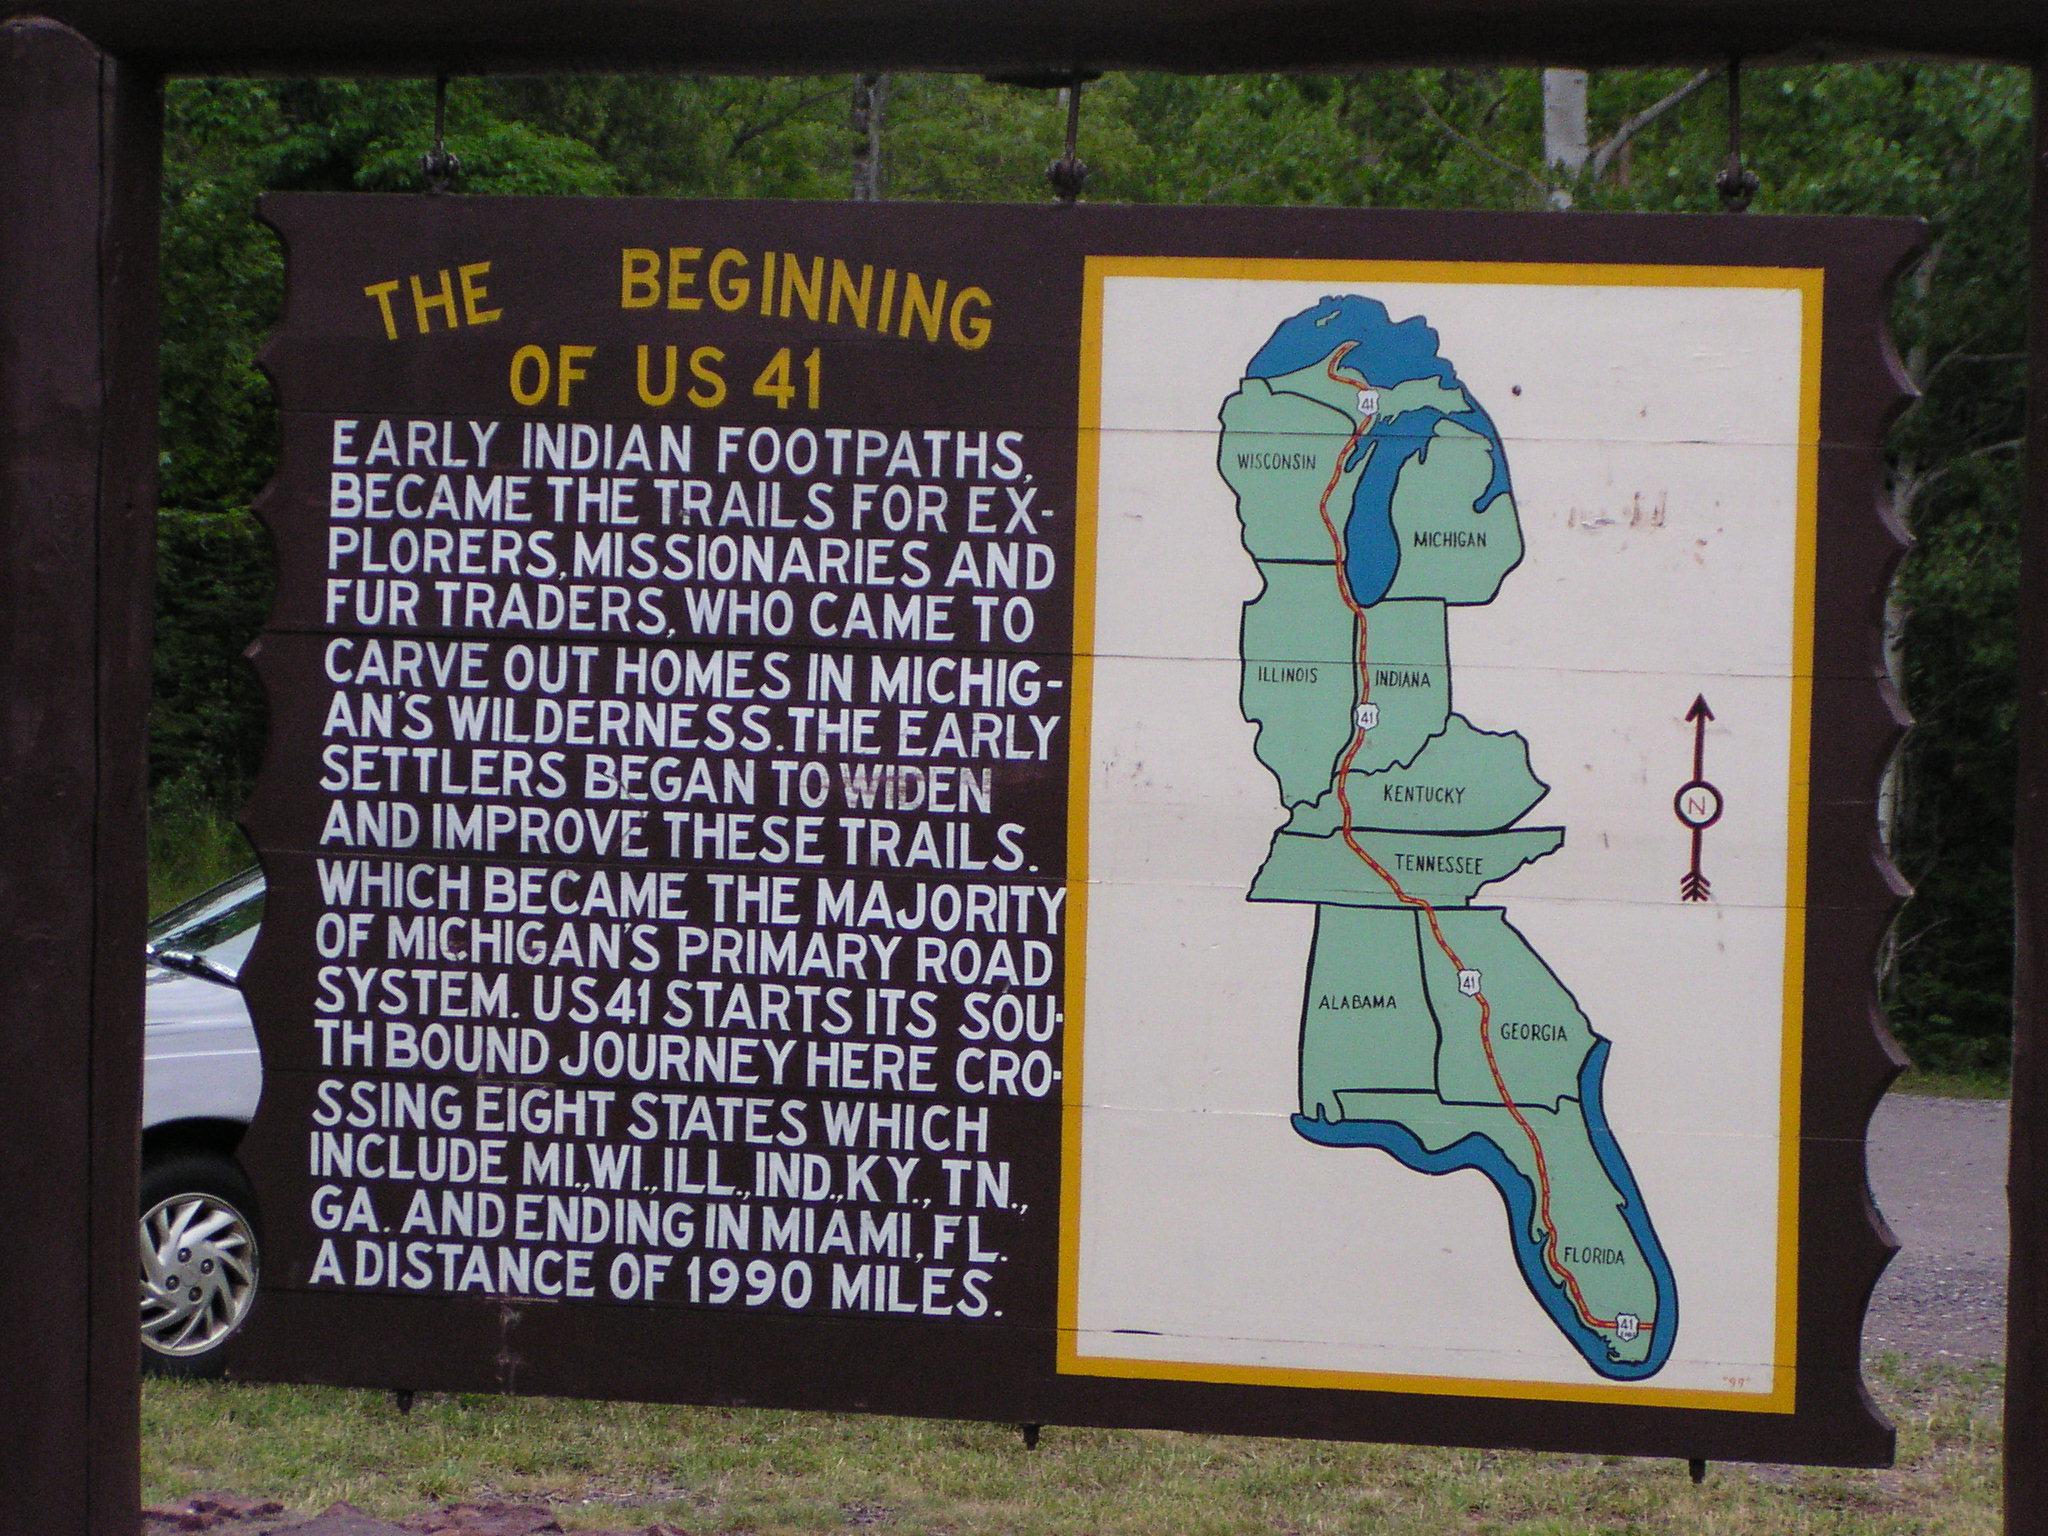 THE BEGINNING
OF US 41
EARLY INDIAN FOOTPATHS,
BECAME THE TRAILS FOR EX-
PLORERS, MISSIONARIES AND
FUR TRADERS, WHO CAME TO
CARVE OUT HOMES IN MICHIG-
AN'S WILDERNESS. THE EARLY
SETTLERS BEGAN TO WIDEN
AND IMPROVE THESE TRAILS.
WHICH BECAME THE MAJORITY
OF MICHIGAN'S PRIMARY ROAD
SYSTEM. US 41 STARTS ITS SOU-
TH BOUND JOURNEY HERE CRO-
SSING EIGHT STATES WHICH
INCLUDE MI., WI., ILL., IND., KY., TN.,
GA. AND ENDING IN MIAMI, FL.
A DISTANCE OF 1990 MILES.
41
WISCONSIN
MICHIGAN
ILLINOIS
INDIANA
41
KENTUCKY
N
TENNESSEE
41
ALABAMA
GEORGIA
FLORIDA
41
"99"